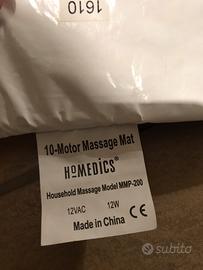 1610
10-Motor Massage Mat
HoMEDiCS®
Household Massage Model MMP-200
12VAC 12W
Made in China CE
subito